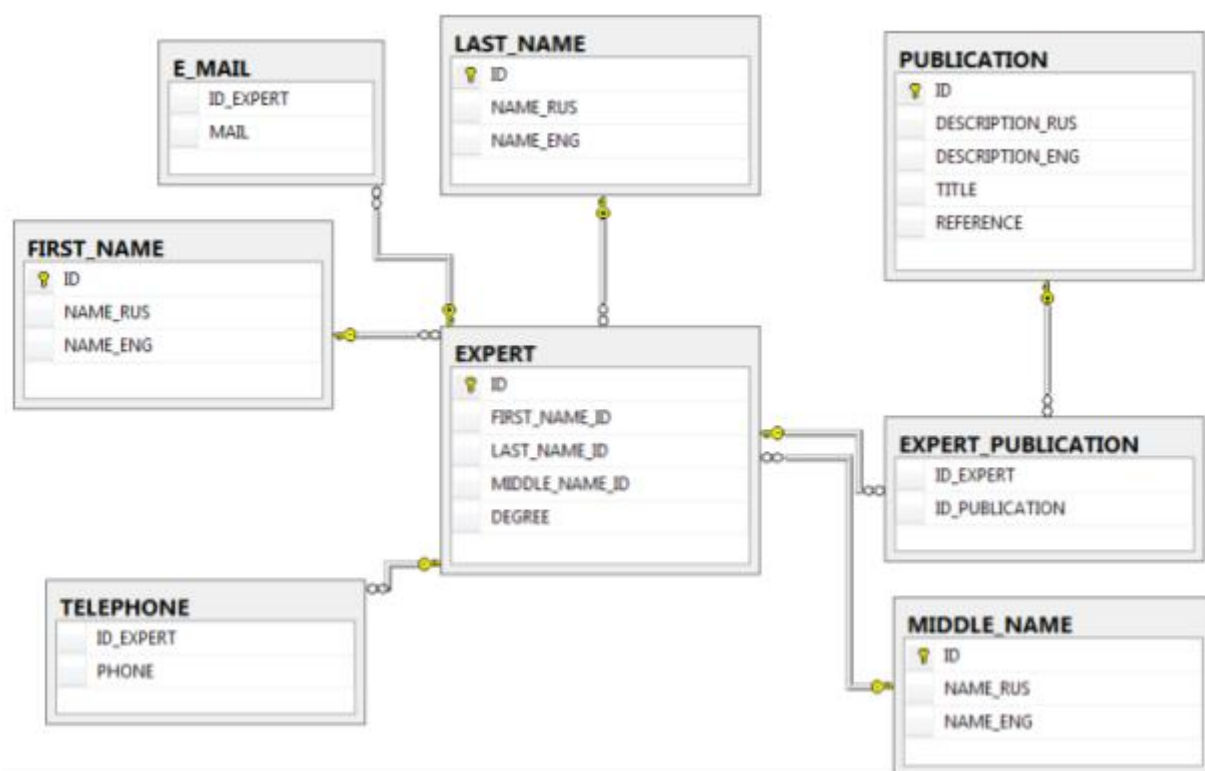 E_MAIL
ID_EXPERT
MAIL
LAST_NAME
ID
NAME_RUS
NAME_ENG
PUBLICATION
ID
DESCRIPTION_RUS
DESCRIPTION_ENG
TITLE
REFERENCE
FIRST_NAME
ID
NAME_RUS
NAME_ENG
EXPERT
ID
FIRST_NAME_ID
LAST_NAME_ID
MIDDLE_NAME_ID
DEGREE
EXPERT_PUBLICATION
ID_EXPERT
ID_PUBLICATION
TELEPHONE
ID_EXPERT
PHONE
MIDDLE_NAME
ID
NAME_RUS
NAME_ENG